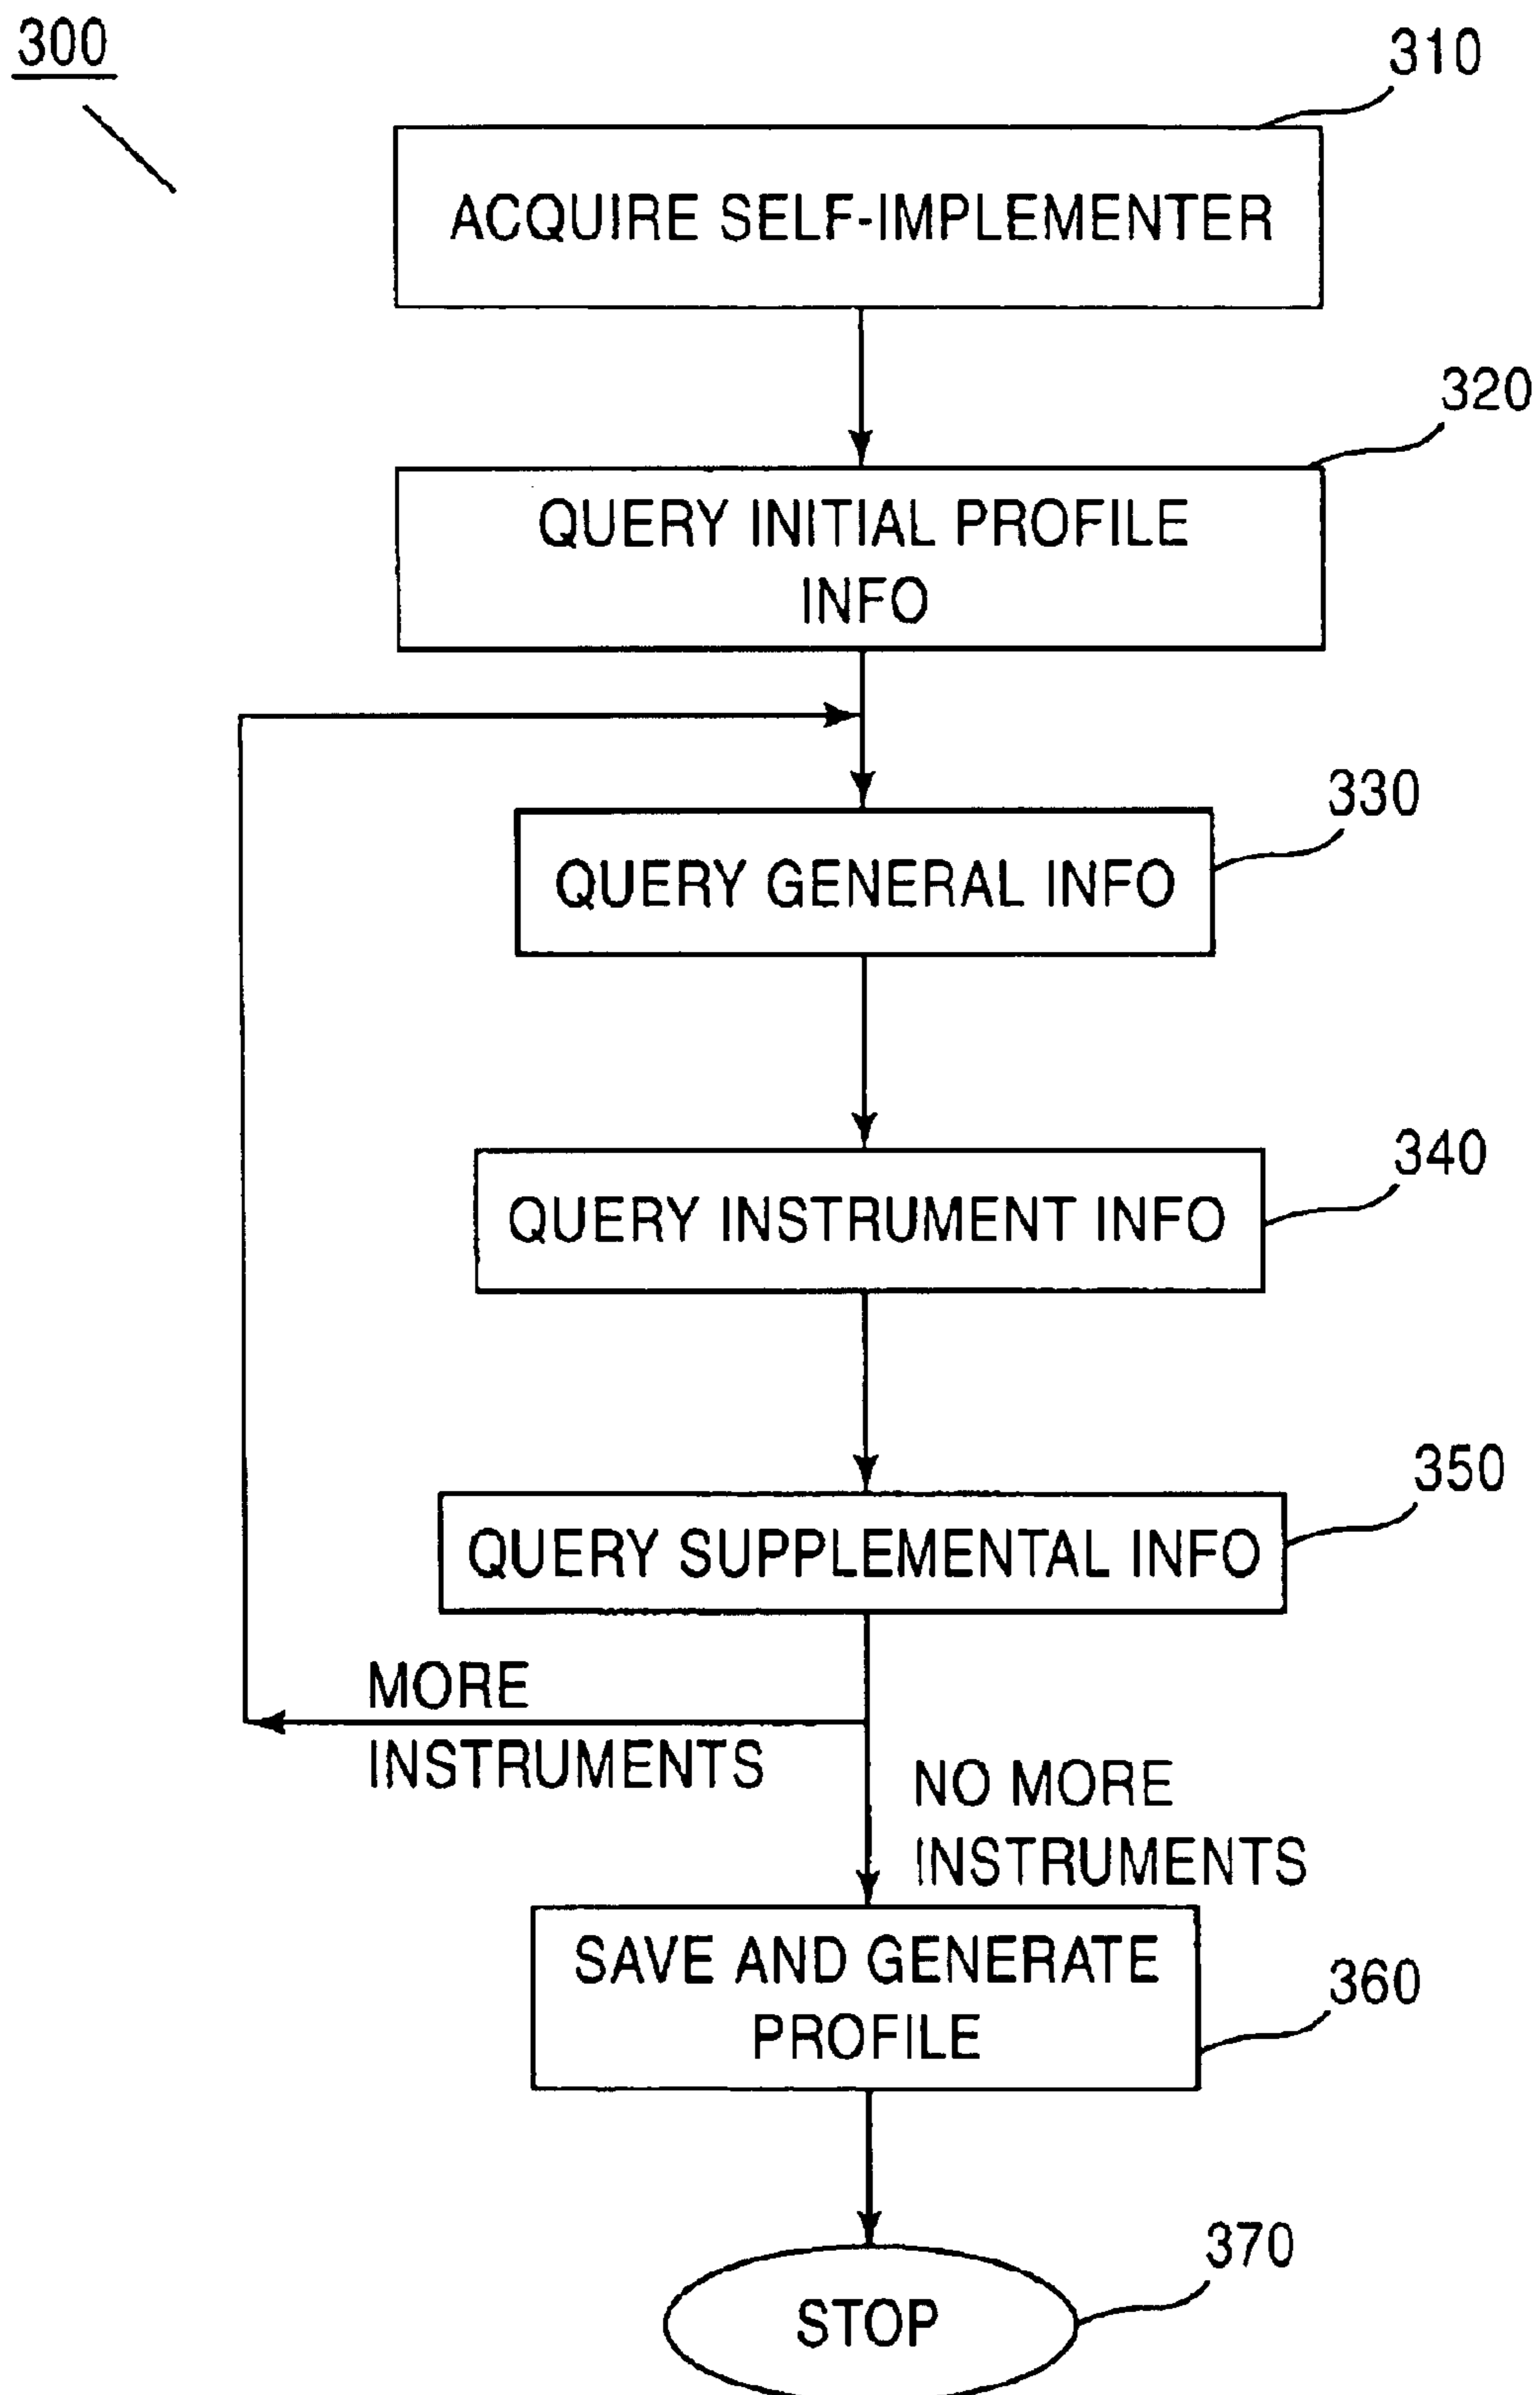 300
310
ACQUIRE SELF-IMPLEMENTER
320
QUERY INITIAL PROFILE
INFO
330
QUERY GENERAL INFO
340
QUERY INSTRUMENT INFO
350
QUERY SUPPLEMENTAL INFO
MORE
INSTRUMENTS
NO MORE
INSTRUMENTS
SAVE AND GENERATE
PROFILE
360
370
STOP